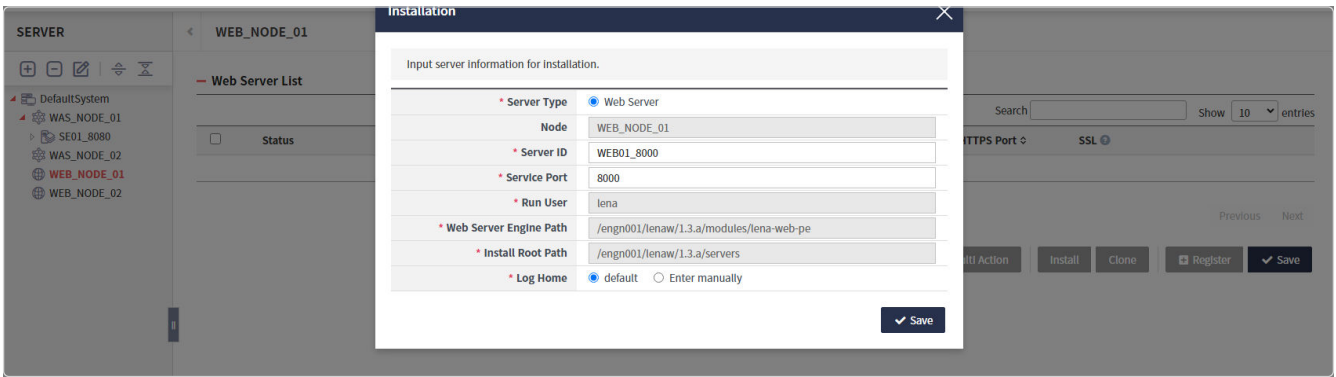 SERVER
WEB_NODE_01
Installation
Input server information for installation.
DefaultSystem
WAS_NODE_01
SE01_8080
WAS_NODE_02
WEB_NODE_01
WEB_NODE_02
Web Server List
Search
Show 10 entries
Status
HTTPS Port
SSL
* Server Type Web Server
Node WEB_NODE_01
* Server ID WEB01_8000
* Service Port 8000
* Run User lena
* Web Server Engine Path /engn001/lenaw/1.3.a/modules/lena-web-pe
* Install Root Path /engn001/lenaw/1.3.a/servers
* Log Home default Enter manually
Save
Previous Next
Action Install Clone Register Save